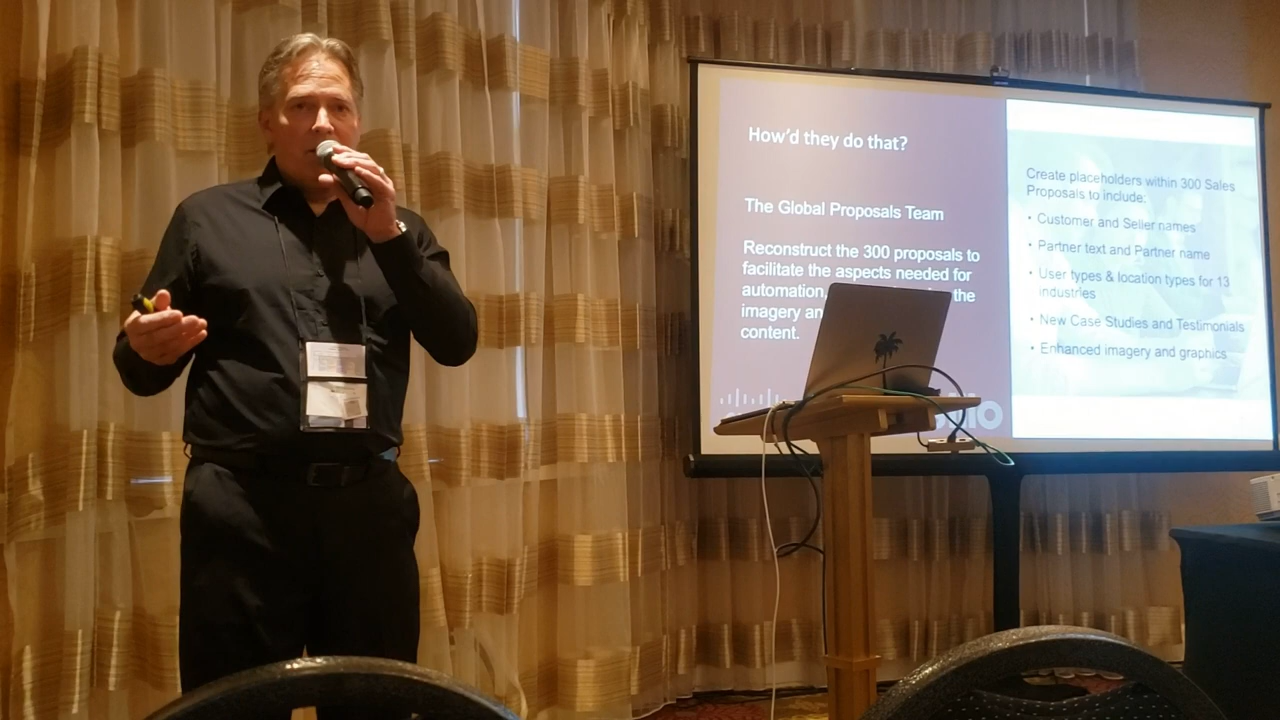 How'd they do that?
The Global Proposals Team
Reconstruct the 300 proposals to
facilitate the aspects needed for
automation, the
imagery an
content.
Create placeholders within 300 Sales
Proposals to include:
• Customer and Seller names
• Partner text and Partner name
• User types & location types for 13
industries
• New Case Studies and Testimonials
• Enhanced imagery and graphics